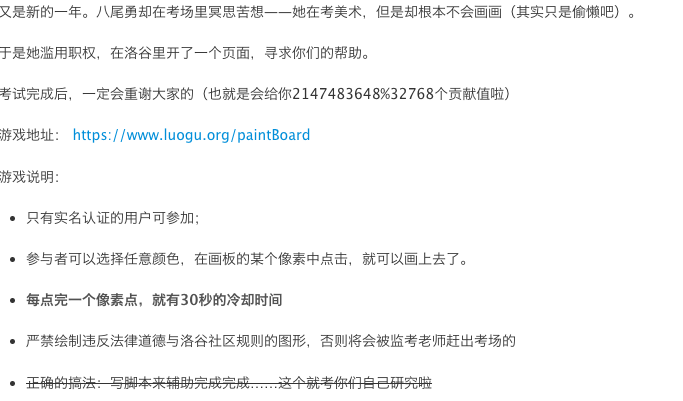 又是新的一年。八尾勇却在考场里冥思苦想——她在考美术，但是却根本不会画画（其实只是偷懒吧）。
于是她滥用职权，在洛谷里开了一个页面，寻求你们的帮助。
考试完成后，一定会重谢大家的（也就是会给你2147483648%32768个贡献值啦）
游戏地址： https://www.luogu.org/paintBoard
游戏说明：
• 只有实名认证的用户可参加；
• 参与者可以选择任意颜色，在画板的某个像素中点击，就可以画上去了。
• 每点完一个像素点，就有30秒的冷却时间
• 严禁绘制违反法律道德与洛谷社区规则的图形，否则将会被监考老师赶出考场的
• 正确的搞法：写脚本来辅助完成完成……这个就考你们自己研究啦